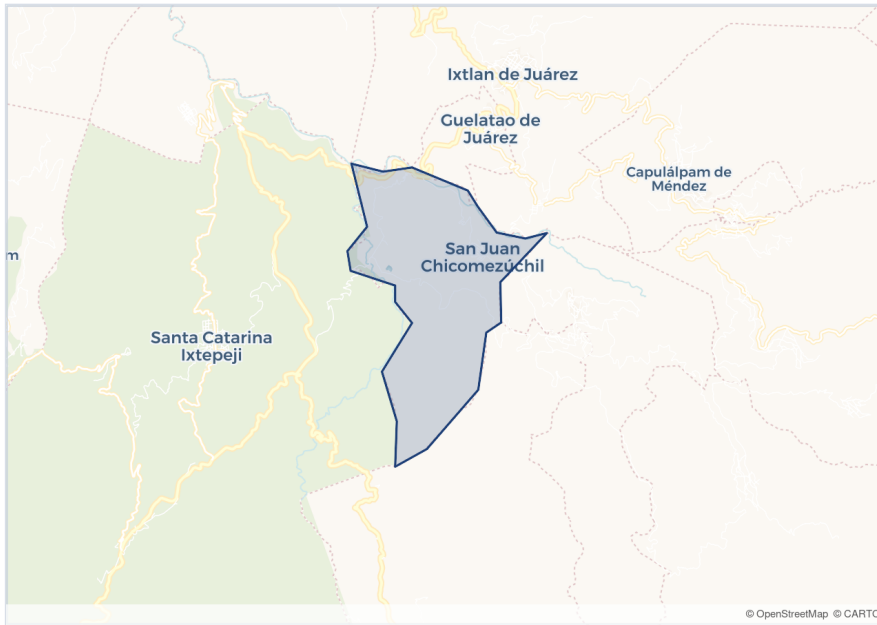 Ixtlan de Juárez
Guelatao de
Juárez
Capulálpam de
Méndez
San Juan
Chicomezúchil
m
Santa Catarina
Ixtepeji
© OpenStreetMap © CARTO